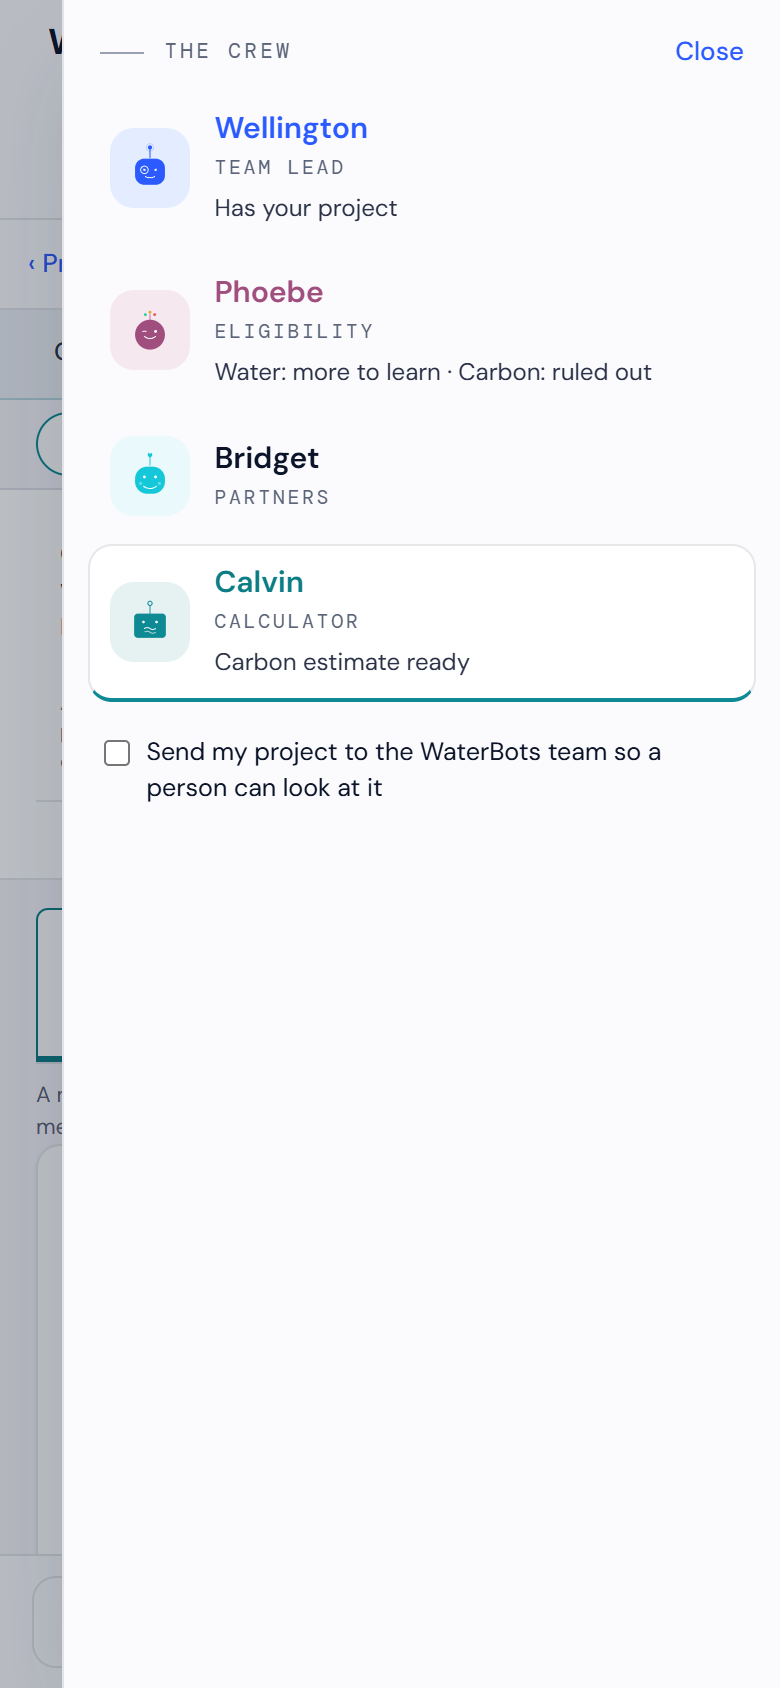 THE CREW
Close
Wellington
TEAM LEAD
Has your project
Phoebe
ELIGIBILITY
Water: more to learn · Carbon: ruled out
Bridget
PARTNERS
Calvin
CALCULATOR
Carbon estimate ready
Send my project to the WaterBots team so a
person can look at it